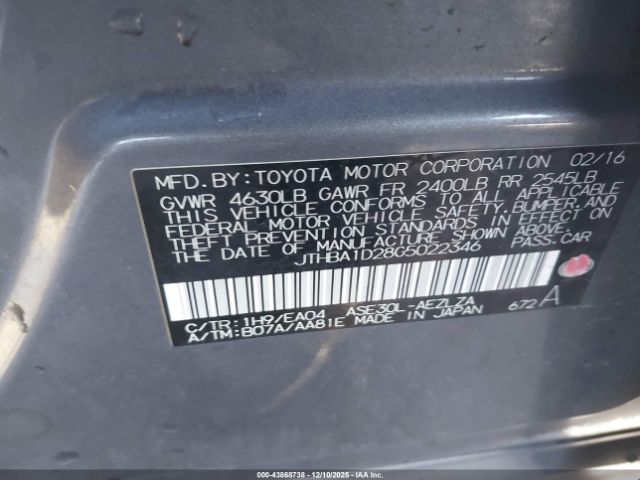 MFD. BY: TOYOTA MOTOR CORPORATION 02/16
GVWR 4630LB GAWR FR 2400LB RR 2545LB
THIS VEHICLE CONFORMS TO ALL APPLICABLE
FEDERAL MOTOR VEHICLE SAFETY, BUMPER, AND
THEFT PREVENTION STANDARDS IN EFFECT ON
THE DATE OF MANUFACTURE SHOWN ABOVE.
JTHBA1D28G5022346 PASS. CAR
C/TR: 1H9/EA04 ASE30L-AEZLZA
A/TM: B07A/AA81E MADE IN JAPAN 672 A
000-43868738 - 12/10/2025 - IAAI.COM